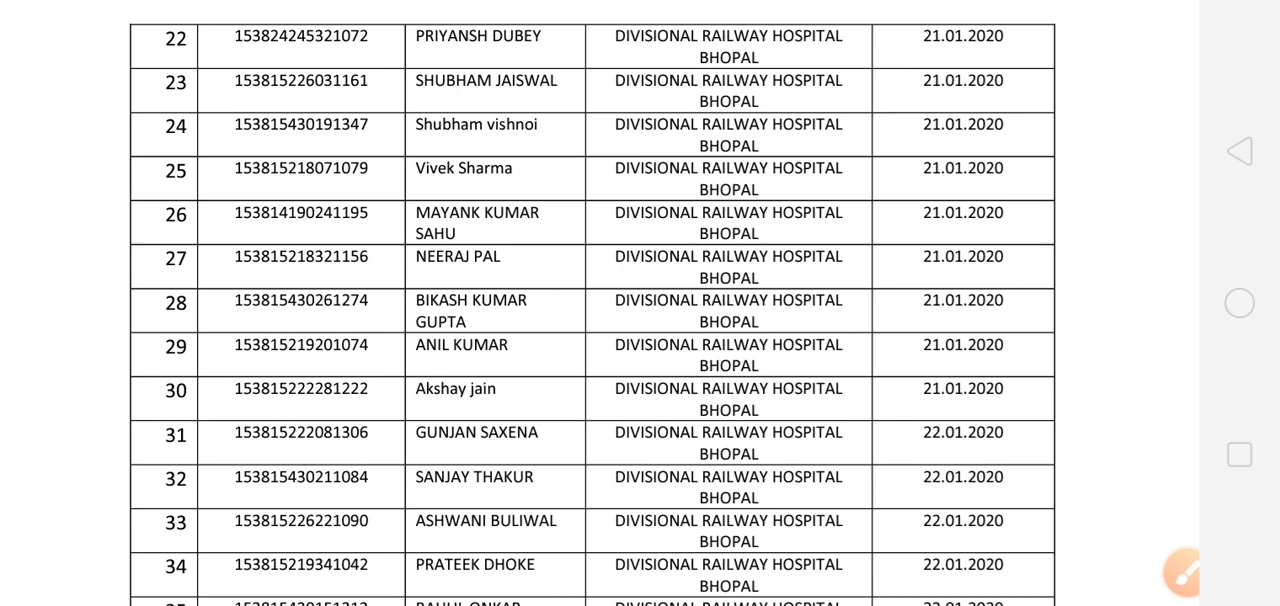 22 153824245321072 PRIYANSH DUBEY DIVISIONAL RAILWAY HOSPITAL 21.01.2020
BHOPAL
23 153815226031161 SHUBHAM JAISWAL DIVISIONAL RAILWAY HOSPITAL 21.01.2020
BHOPAL
24 153815430191347 Shubham vishnoi DIVISIONAL RAILWAY HOSPITAL 21.01.2020
BHOPAL
25 153815218071079 Vivek Sharma DIVISIONAL RAILWAY HOSPITAL 21.01.2020
BHOPAL
26 153814190241195 MAYANK KUMAR DIVISIONAL RAILWAY HOSPITAL 21.01.2020
SAHU BHOPAL
27 153815218321156 NEERAJ PAL DIVISIONAL RAILWAY HOSPITAL 21.01.2020
BHOPAL
28 153815430261274 BIKASH KUMAR DIVISIONAL RAILWAY HOSPITAL 21.01.2020
GUPTA BHOPAL
29 153815219201074 ANIL KUMAR DIVISIONAL RAILWAY HOSPITAL 21.01.2020
BHOPAL
30 153815222281222 Akshay jain DIVISIONAL RAILWAY HOSPITAL 21.01.2020
BHOPAL
31 153815222081306 GUNJAN SAXENA DIVISIONAL RAILWAY HOSPITAL 22.01.2020
BHOPAL
32 153815430211084 SANJAY THAKUR DIVISIONAL RAILWAY HOSPITAL 22.01.2020
BHOPAL
33 153815226221090 ASHWANI BULIWAL DIVISIONAL RAILWAY HOSPITAL 22.01.2020
BHOPAL
34 153815219341042 PRATEEK DHOKE DIVISIONAL RAILWAY HOSPITAL 22.01.2020
BHOPAL